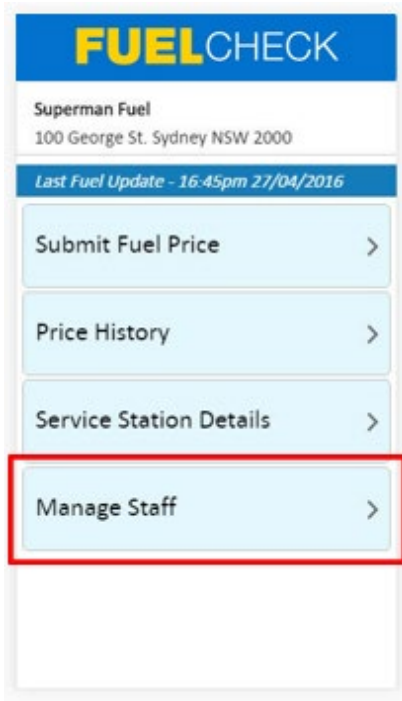 FUELCHECK
Superman Fuel
100 George St. Sydney NSW 2000
Last Fuel Update - 16:45pm 27/04/2016
Submit Fuel Price
Price History
Service Station Details
Manage Staff